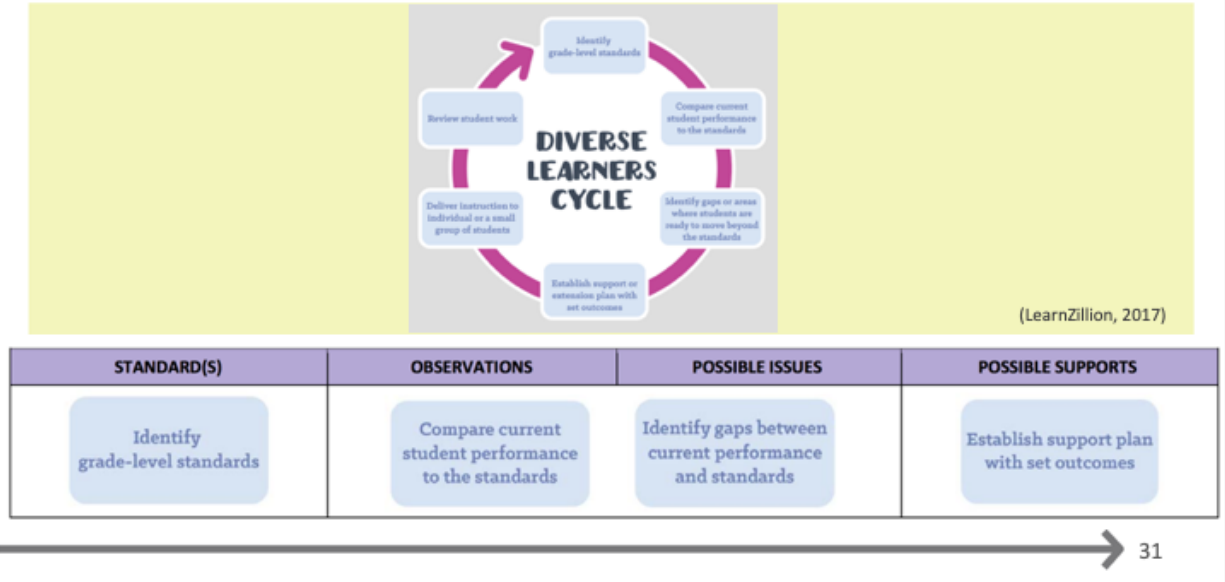 Identify
grade-level standards
Compare current
student performance
to the standards
Identify gaps or areas
where students are
ready to move beyond
the standards
Establish support or
extension plan with
set outcomes
Deliver instruction to
individual or a small
group of students
Review student work
DIVERSE
LEARNERS
CYCLE
(LearnZillion, 2017)
STANDARD(S) OBSERVATIONS POSSIBLE ISSUES POSSIBLE SUPPORTS
Identify
grade-level standards
Compare current
student performance
to the standards
Identify gaps between
current performance
and standards
Establish support plan
with set outcomes
31